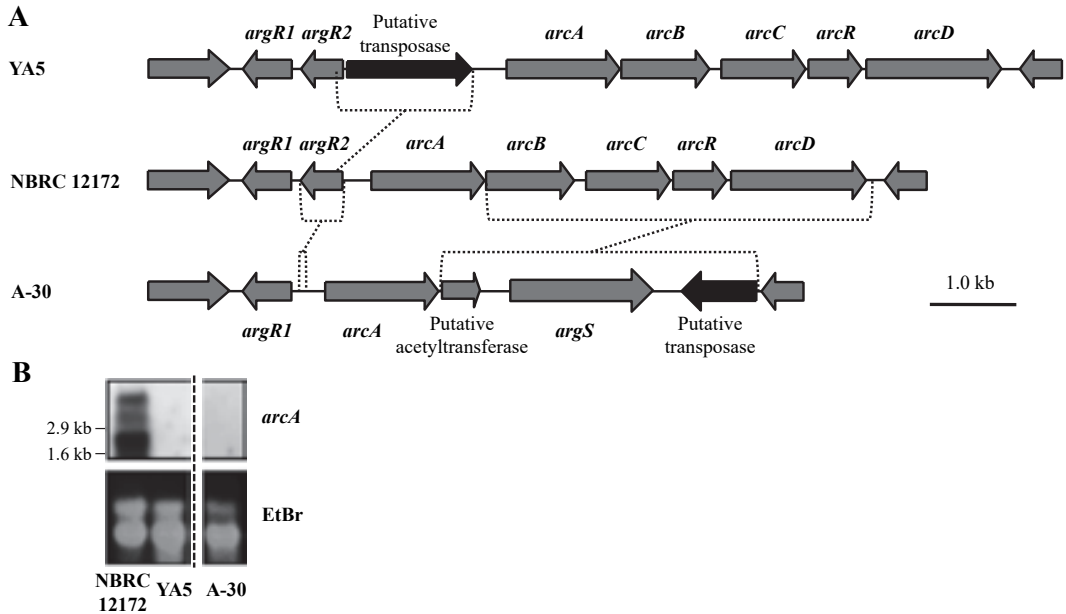 A
Putative
transposase
argR1 argR2 arcA arcB arcC arcR arcD
YA5
argR1 argR2 arcA arcB arcC arcR arcD
NBRC 12172
A-30
1.0 kb
argR1 arcA Putative
acetyltransferase argS Putative
transposase
B
arcA
2.9 kb
1.6 kb
EtBr
NBRC
12172 YA5 A-30